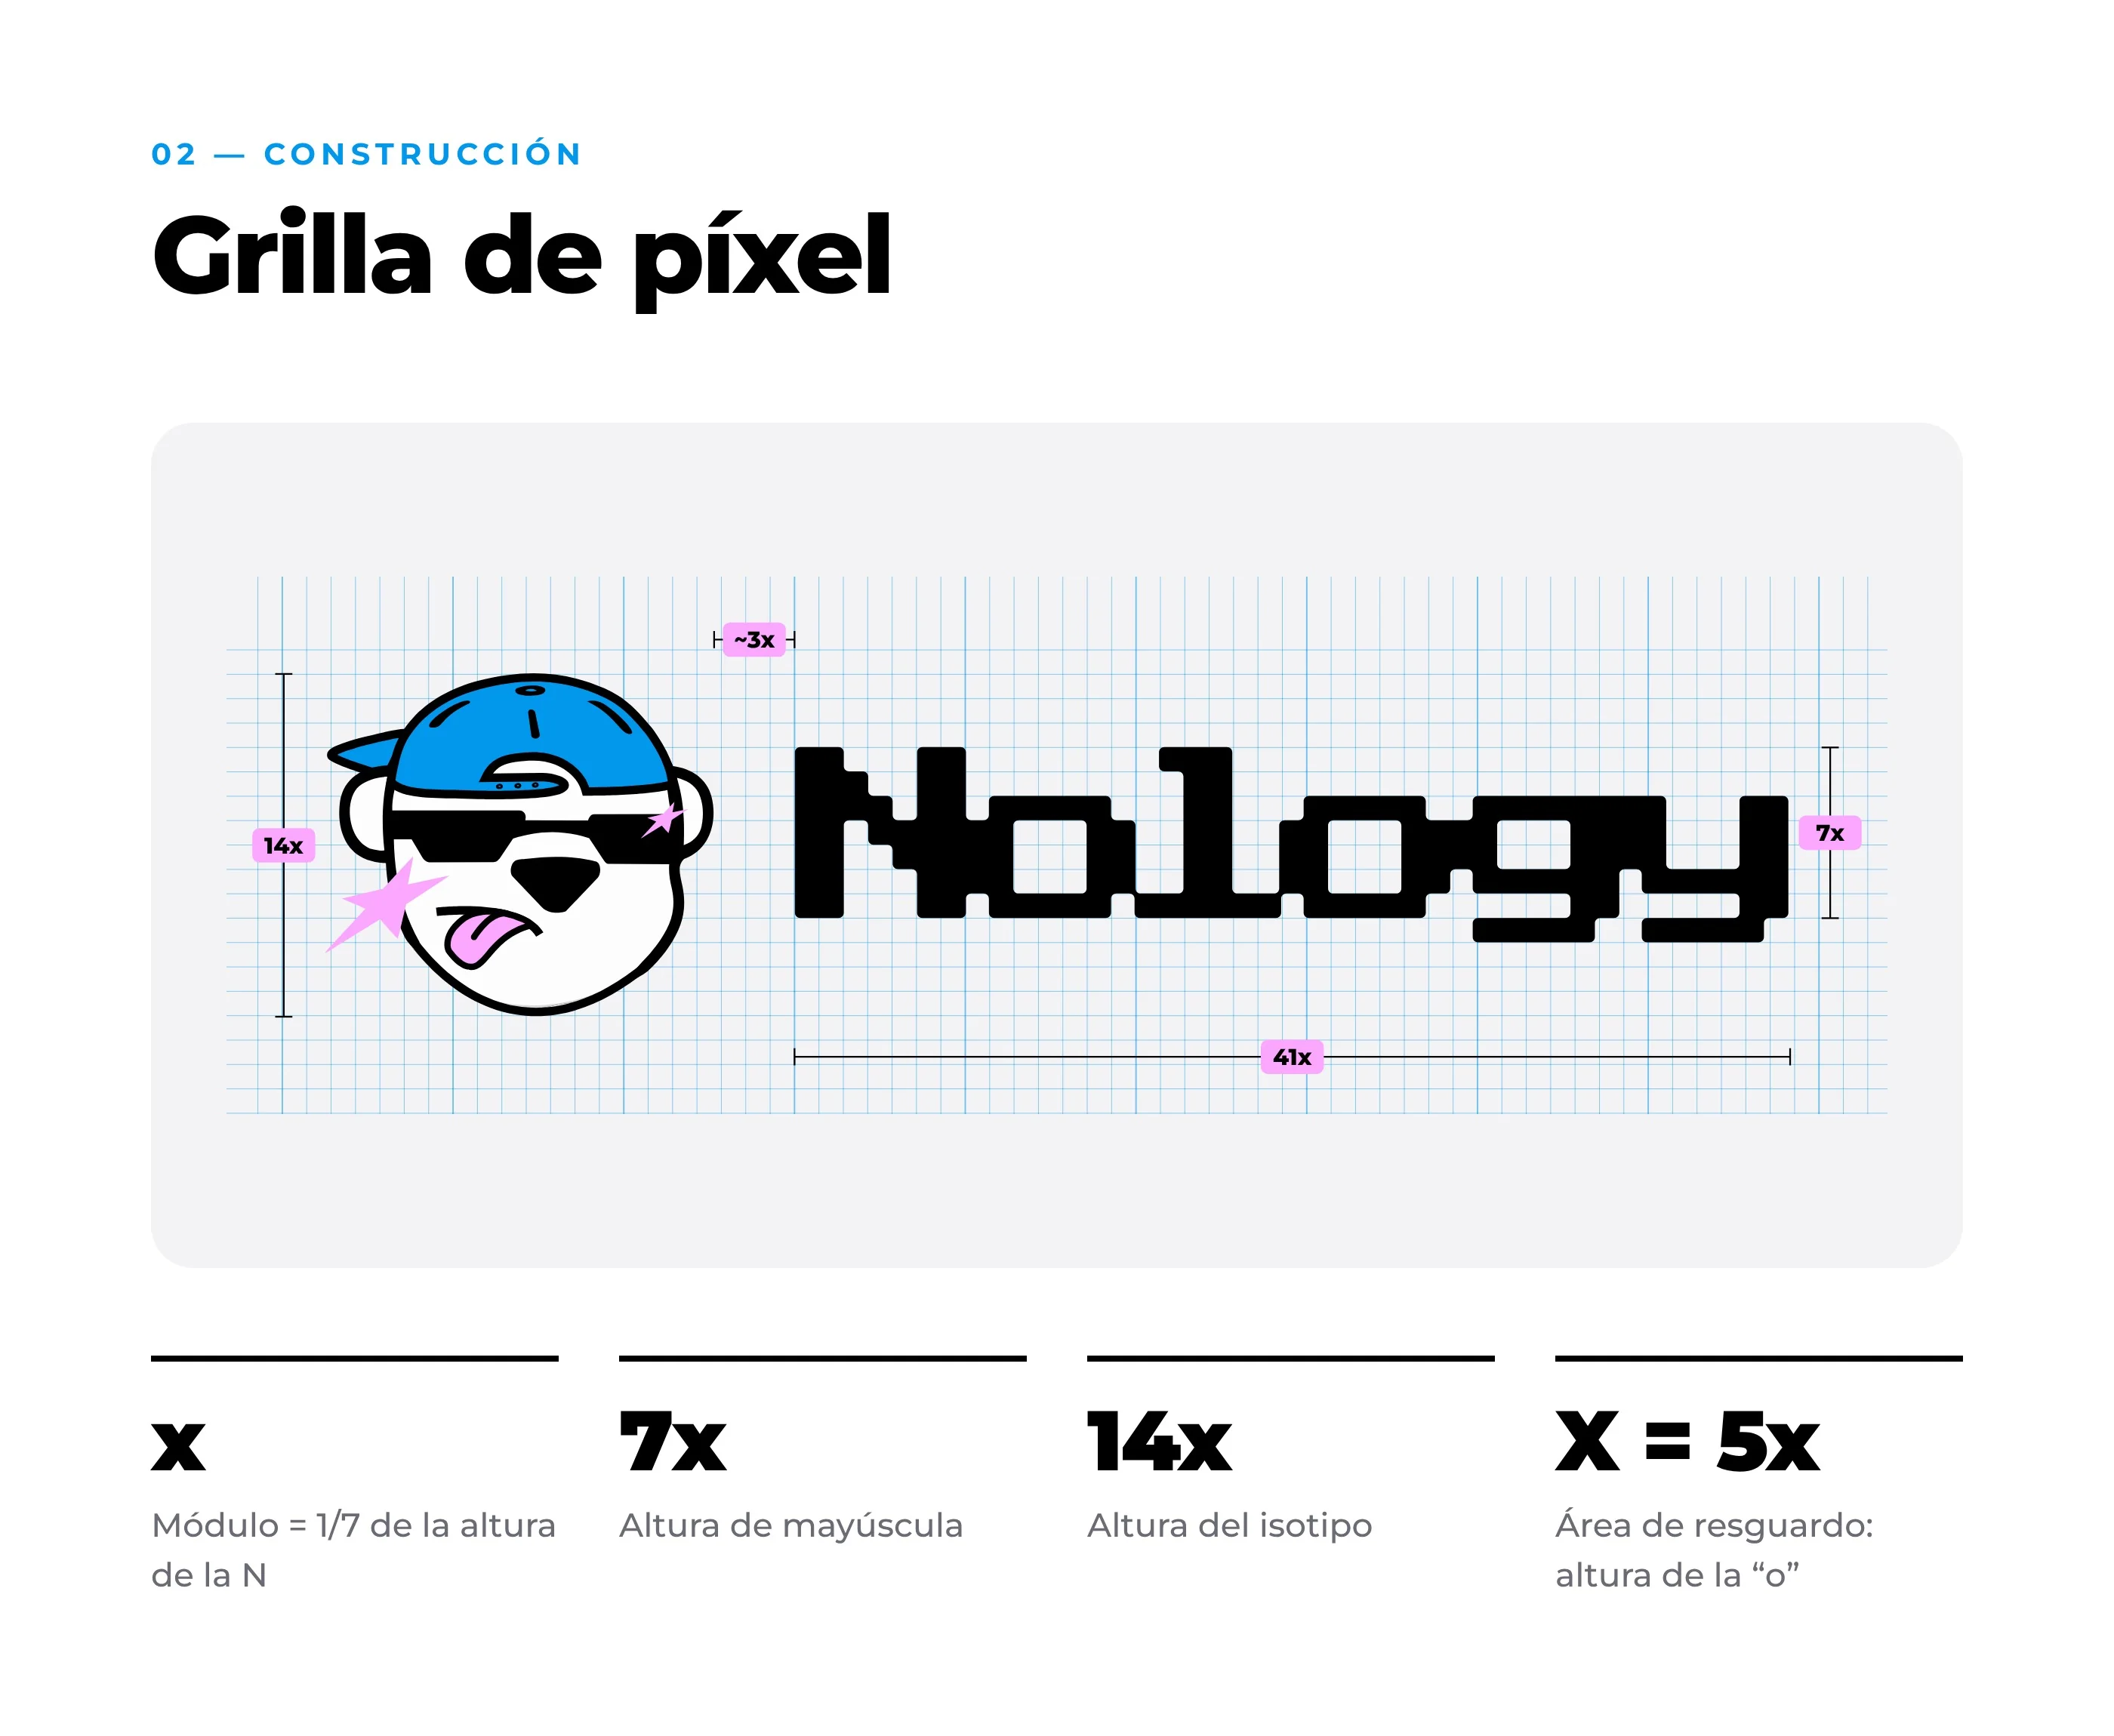 02 — CONSTRUCCIÓN
Grilla de píxel
~3x
14x
Nology
7x
41x
x
Módulo = 1/7 de la altura
de la N
7x
Altura de mayúscula
14x
Altura del isotipo
X = 5x
Área de resguardo:
altura de la “o”